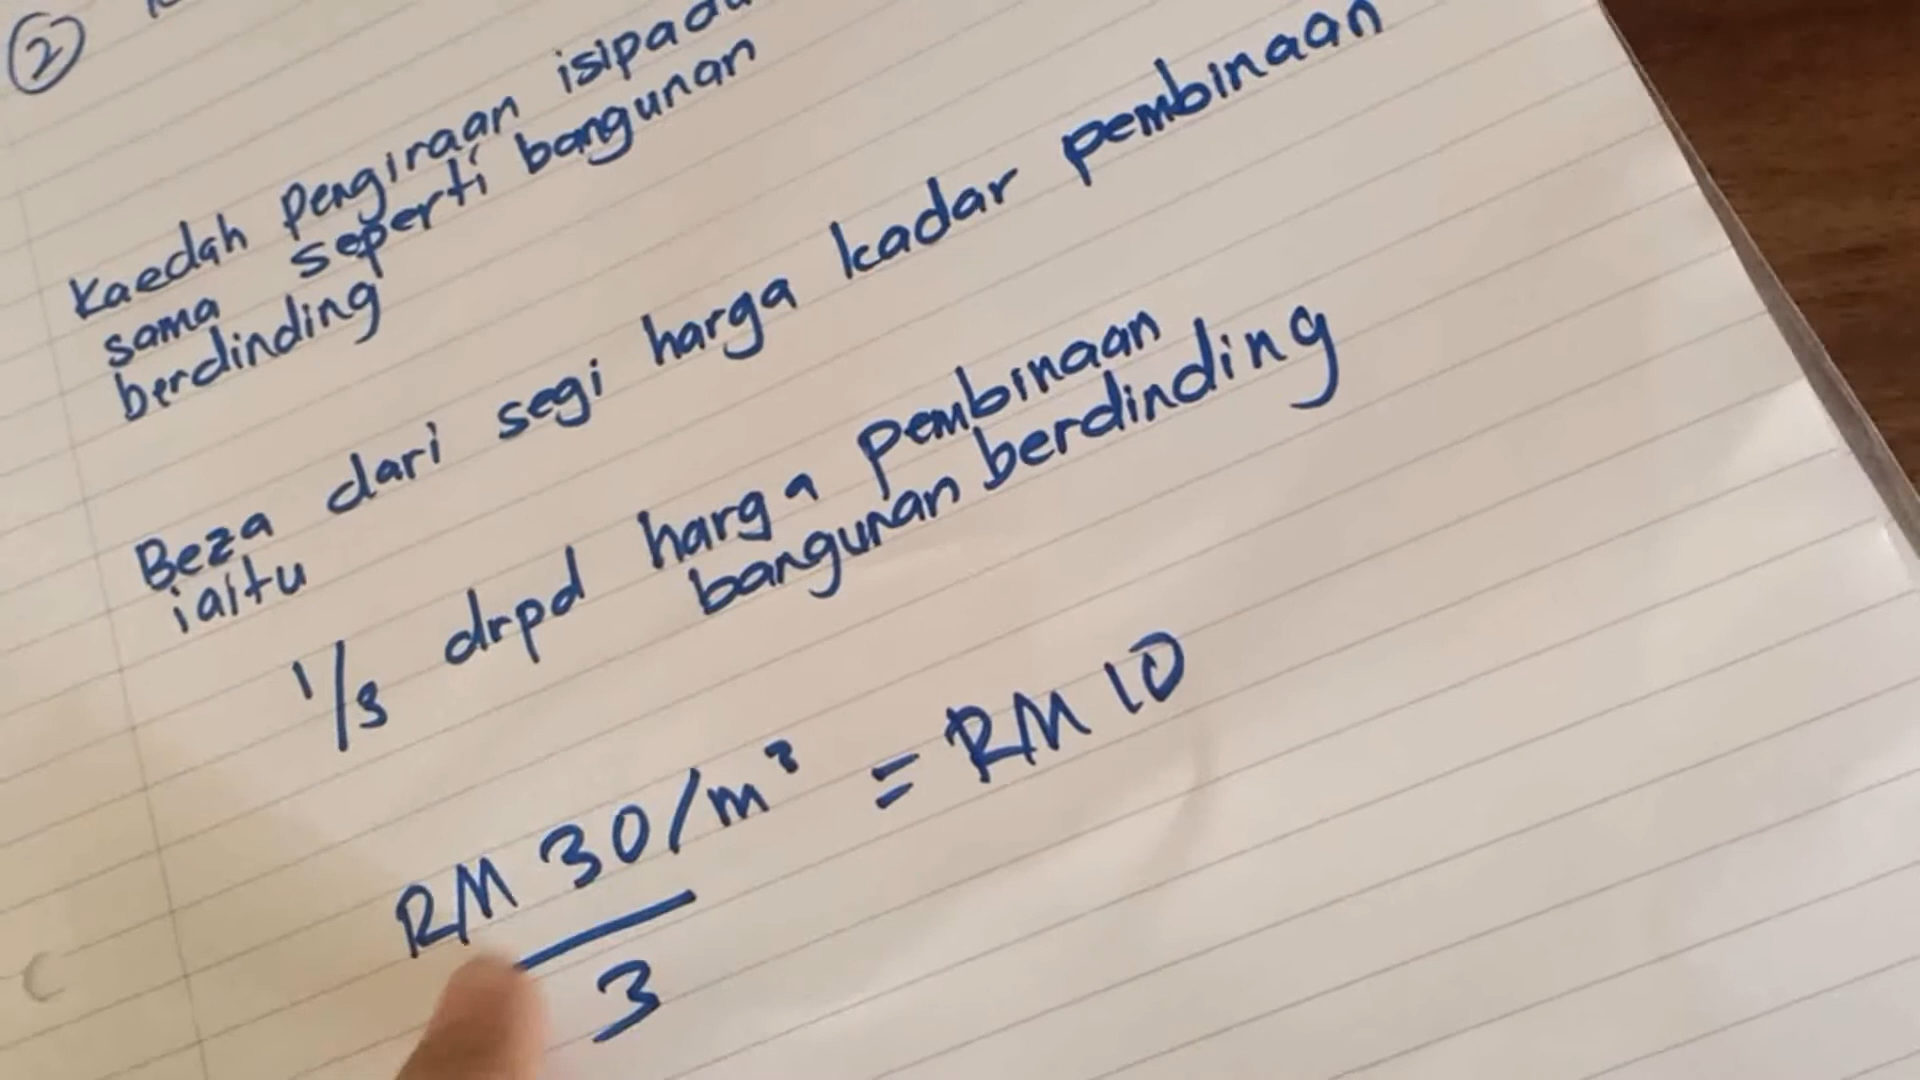 ②
Kaedah pengiraan isipadu
sama seperti bangunan
berdinding
Beza dari segi harga kadar pembinaan
iaitu
1/3 drpd harga pembinaan
bangunan berdinding
RM 30/m³ = RM 10
3